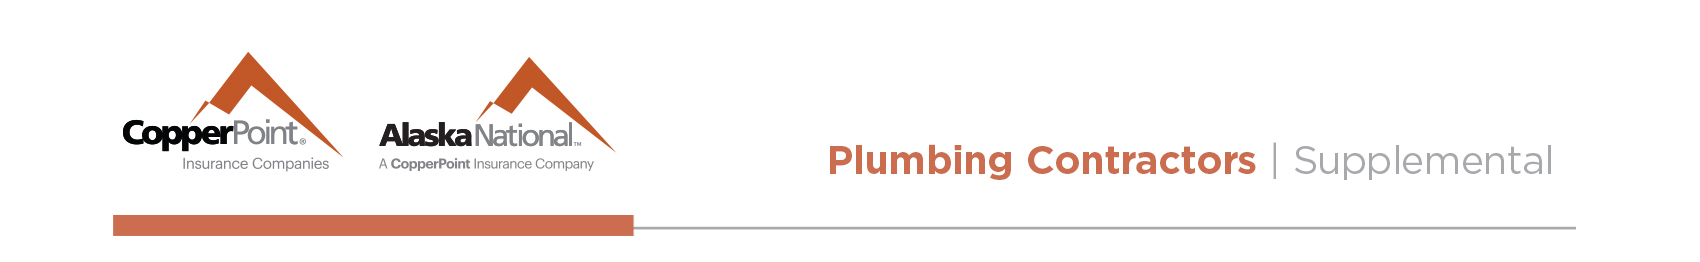 CopperPoint®
Insurance Companies
AlaskaNational™
A CopperPoint Insurance Company
Plumbing Contractors | Supplemental